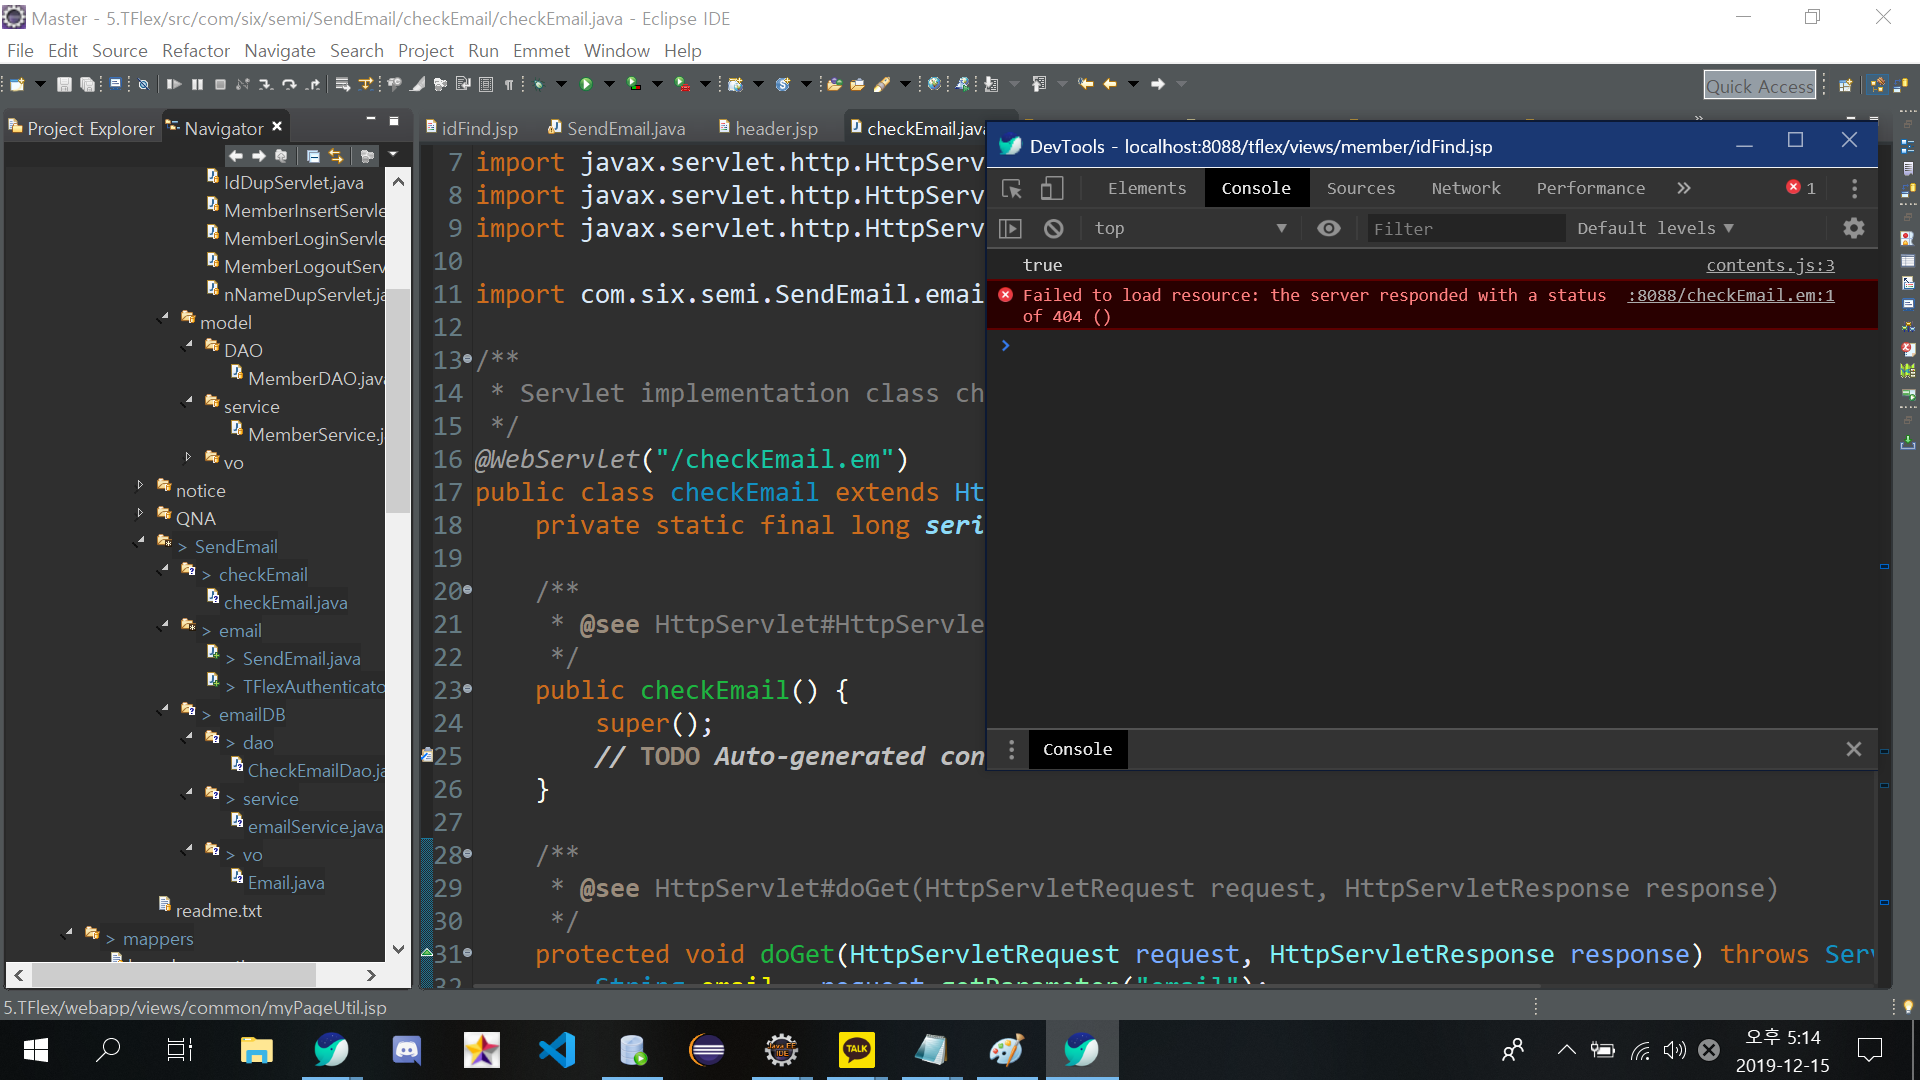 Master - 5.TFlex/src/com/six/semi/SendEmail/checkEmail/checkEmail.java - Eclipse IDE
File Edit Source Refactor Navigate Search Project Run Emmet Window Help
Quick Access
Project Explorer Navigator
idFind.jsp SendEmail.java header.jsp checkEmail.java
IdDupServlet.java
MemberInsertServle
MemberLoginServle
MemberLogoutServ
nNameDupServlet.ja
model
DAO
MemberDAO.java
service
MemberService.j
vo
notice
QNA
> SendEmail
> checkEmail
checkEmail.java
> email
> SendEmail.java
> TFlexAuthenticato
> emailDB
> dao
CheckEmailDao.ja
> service
emailService.java
> vo
Email.java
readme.txt
> mappers
7 import javax.servlet.http.HttpServ
8 import javax.servlet.http.HttpServ
9 import javax.servlet.http.HttpServ
10
11 import com.six.semi.SendEmail.emai
12
13 /**
14 * Servlet implementation class ch
15 */
16 @WebServlet("/checkEmail.em")
17 public class checkEmail extends Ht
18 private static final long seri
19
20 /**
21 * @see HttpServlet#HttpServle
22 */
23 public checkEmail() {
24 super();
25 // TODO Auto-generated con
26 }
27
28 /**
29 * @see HttpServlet#doGet(HttpServletRequest request, HttpServletResponse response)
30 */
31 protected void doGet(HttpServletRequest request, HttpServletResponse response) throws Serv
32 String email = request.getParameter("email");
DevTools - localhost:8088/tflex/views/member/idFind.jsp
Elements Console Sources Network Performance » 1
top Filter Default levels ▼
true contents.js:3
Failed to load resource: the server responded with a status :8088/checkEmail.em:1
of 404 ()
Console
5.TFlex/webapp/views/common/myPageUtil.jsp
TALK
Java EE
IDE
오후 5:14
2019-12-15